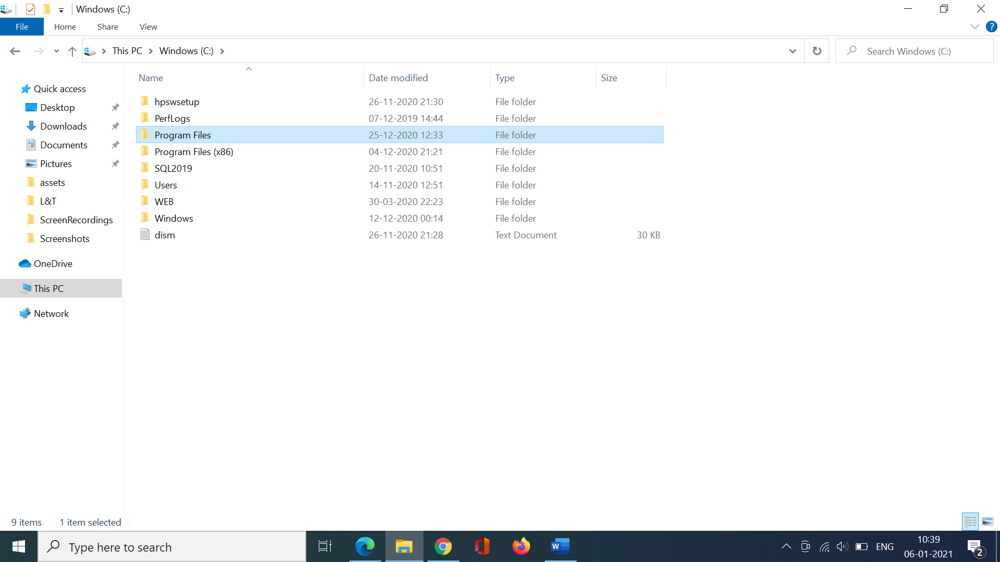 Windows (C:)
File Home Share View
This PC Windows (C:) Search Windows (C:)
Name Date modified Type Size
Quick access
Desktop
Downloads
Documents
Pictures
assets
L&T
ScreenRecordings
Screenshots
OneDrive
This PC
Network
hpswsetup 26-11-2020 21:30 File folder
PerfLogs 07-12-2019 14:44 File folder
Program Files 25-12-2020 12:33 File folder
Program Files (x86) 04-12-2020 21:21 File folder
SQL2019 20-11-2020 10:51 File folder
Users 14-11-2020 12:51 File folder
WEB 30-03-2020 22:23 File folder
Windows 12-12-2020 00:14 File folder
dism 26-11-2020 21:28 Text Document 30 KB
9 items 1 item selected
Type here to search
W
ENG
10:39
06-01-2021
2